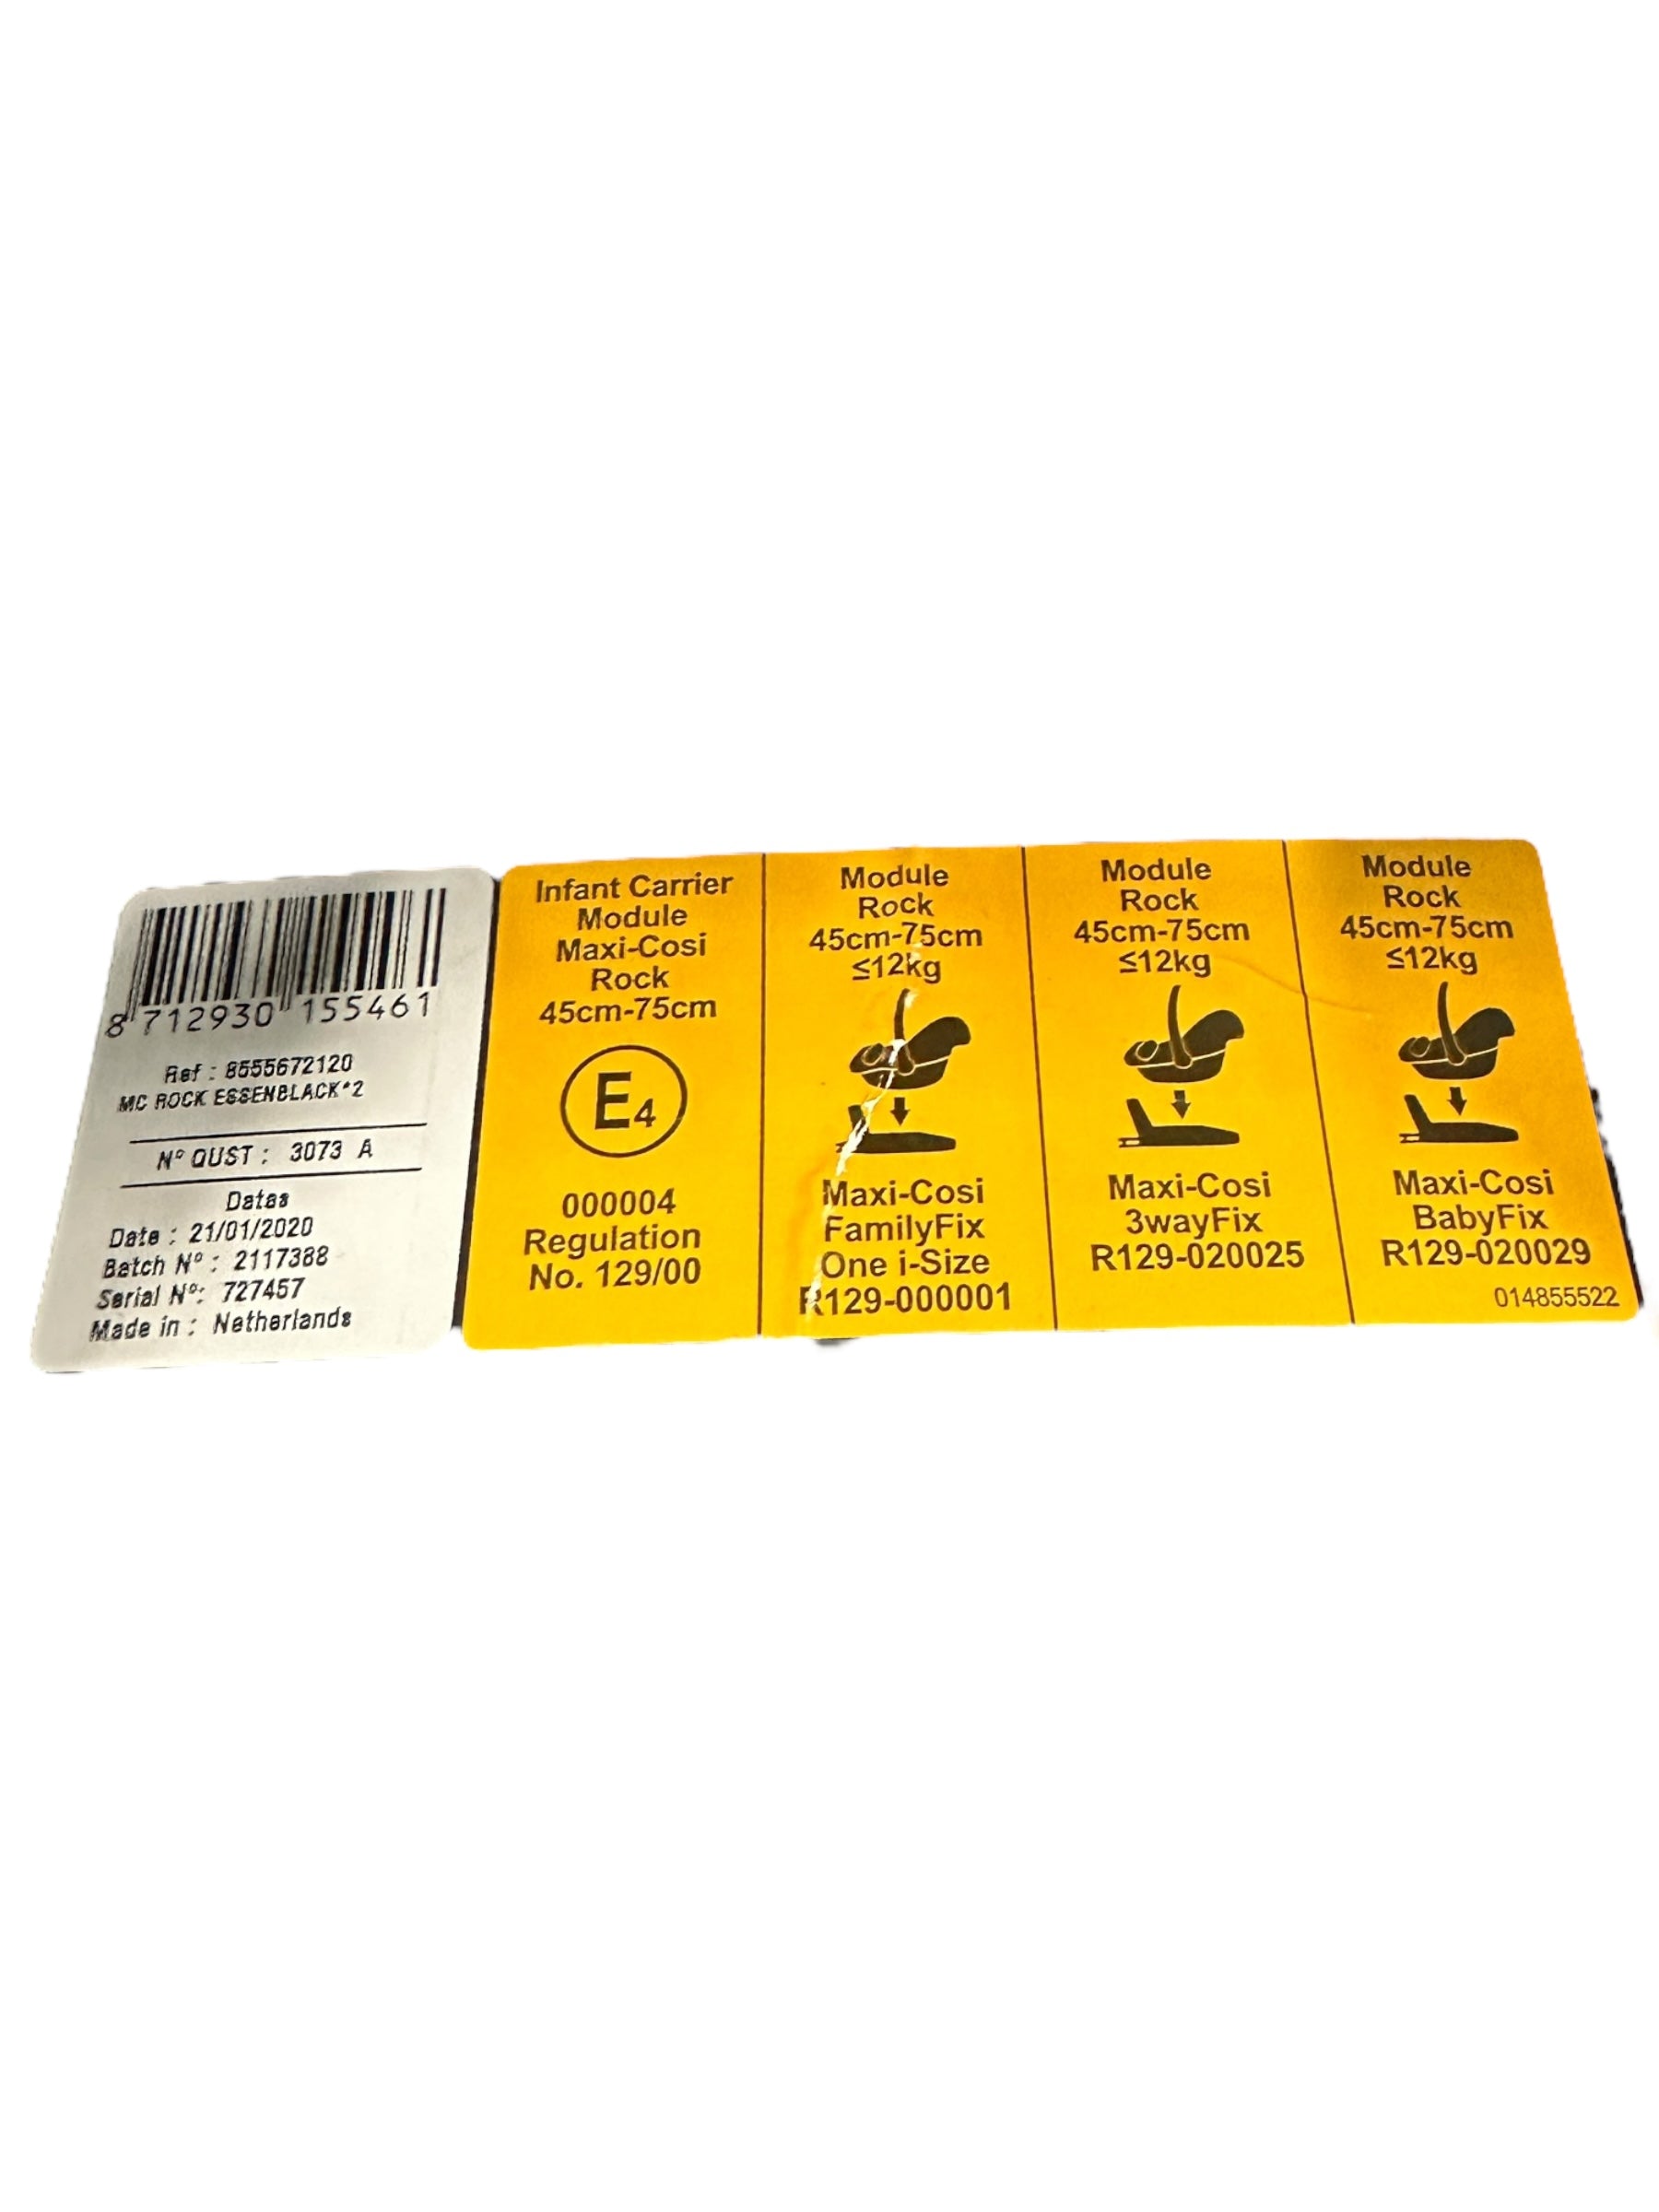 8 712930 155461
Ref : 8555672120
MC ROCK ESSENBLACK*2
N° QUST : 3073 A
Datas
Date : 21/01/2020
Batch N° : 2117388
Serial N°: 727457
Made in : Netherlands
Infant Carrier
Module
Maxi-Cosi
Rock
45cm-75cm
E4
000004
Regulation
No. 129/00
Module
Rock
45cm-75cm
≤12kg
Maxi-Cosi
FamilyFix
One i-Size
R129-000001
Module
Rock
45cm-75cm
≤12kg
Maxi-Cosi
3wayFix
R129-020025
Module
Rock
45cm-75cm
≤12kg
Maxi-Cosi
BabyFix
R129-020029
014855522